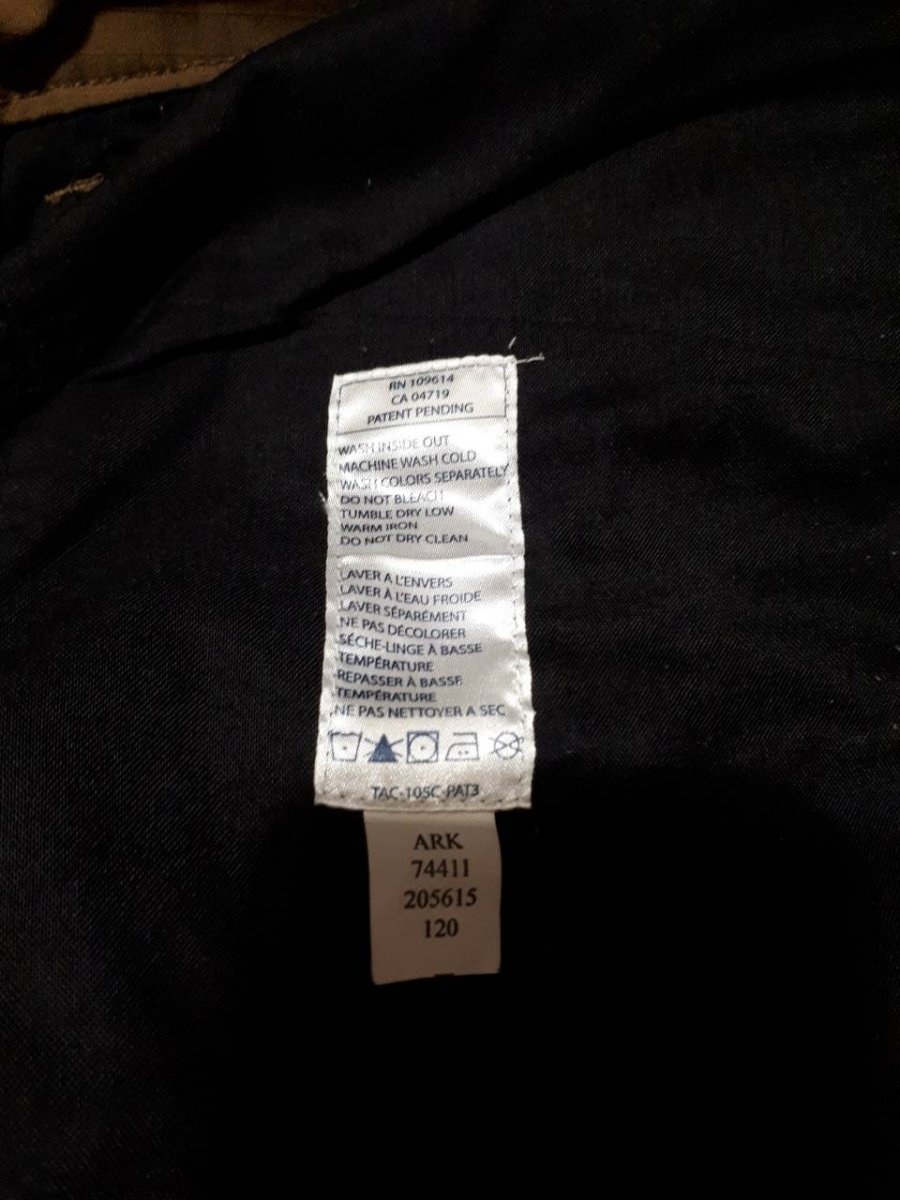 RN 109614
CA 04719
PATENT PENDING
WASH INSIDE OUT
MACHINE WASH COLD
WASH COLORS SEPARATELY
DO NOT BLEACH
TUMBLE DRY LOW
WARM IRON
DO NOT DRY CLEAN
LAVER A L'ENVERS
LAVER À L'EAU FROIDE
LAVER SÉPARÉMENT
NE PAS DÉCOLORER
SÉCHE-LINGE À BASSE
TEMPÉRATURE
REPASSER À BASSE
TEMPÉRATURE
NE PAS NETTOYER A SEC
TAC-105C-PAT3
ARK
74411
205615
120